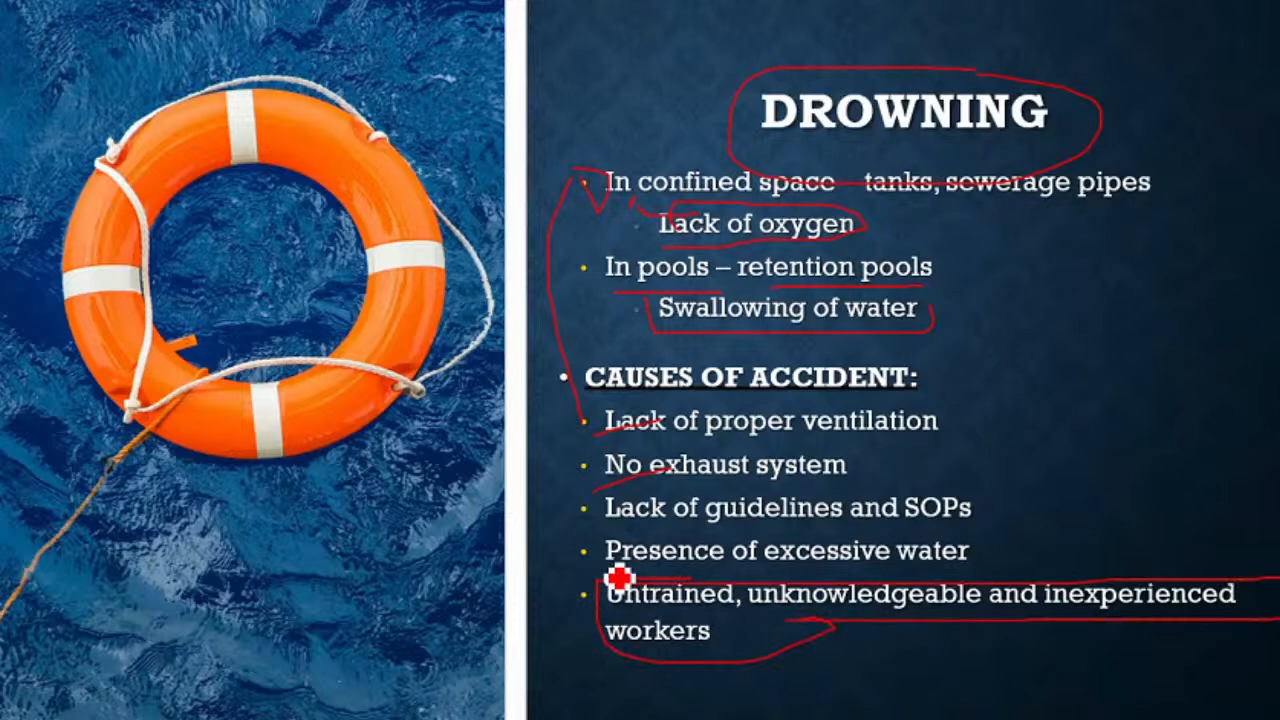 DROWNING
In confined space – tanks, sewerage pipes
Lack of oxygen
In pools – retention pools
Swallowing of water
CAUSES OF ACCIDENT:
Lack of proper ventilation
No exhaust system
Lack of guidelines and SOPs
Presence of excessive water
Untrained, unknowledgeable and inexperienced
workers